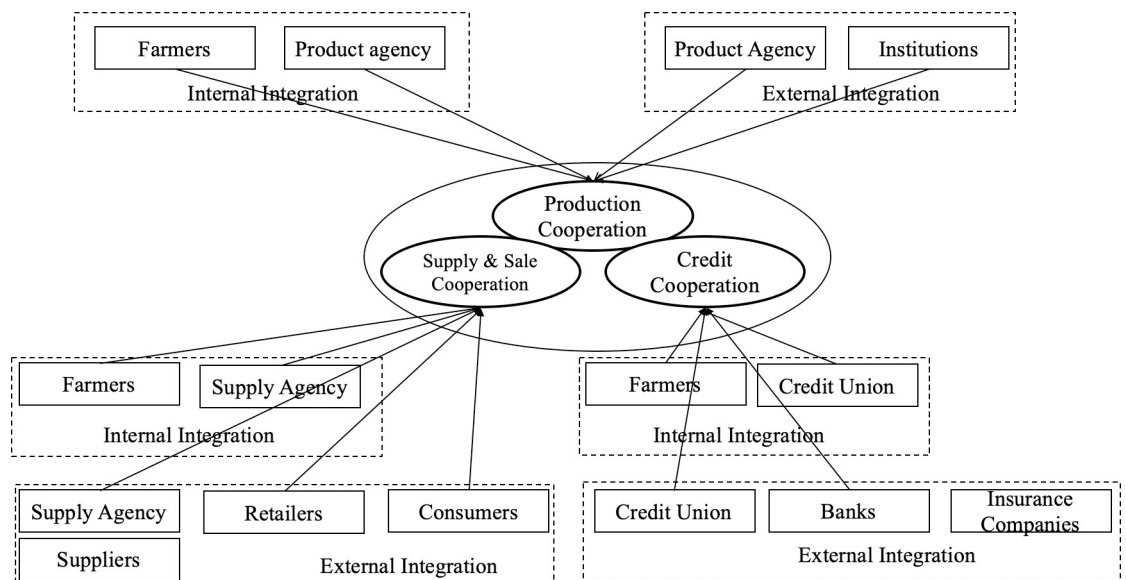 Farmers
Product agency
Internal Integration
Product Agency
Institutions
External Integration
Production
Cooperation
Supply & Sale
Cooperation
Credit
Cooperation
Farmers
Supply Agency
Internal Integration
Farmers
Credit Union
Internal Integration
Supply Agency
Retailers
Consumers
Suppliers
External Integration
Credit Union
Banks
Insurance
Companies
External Integration